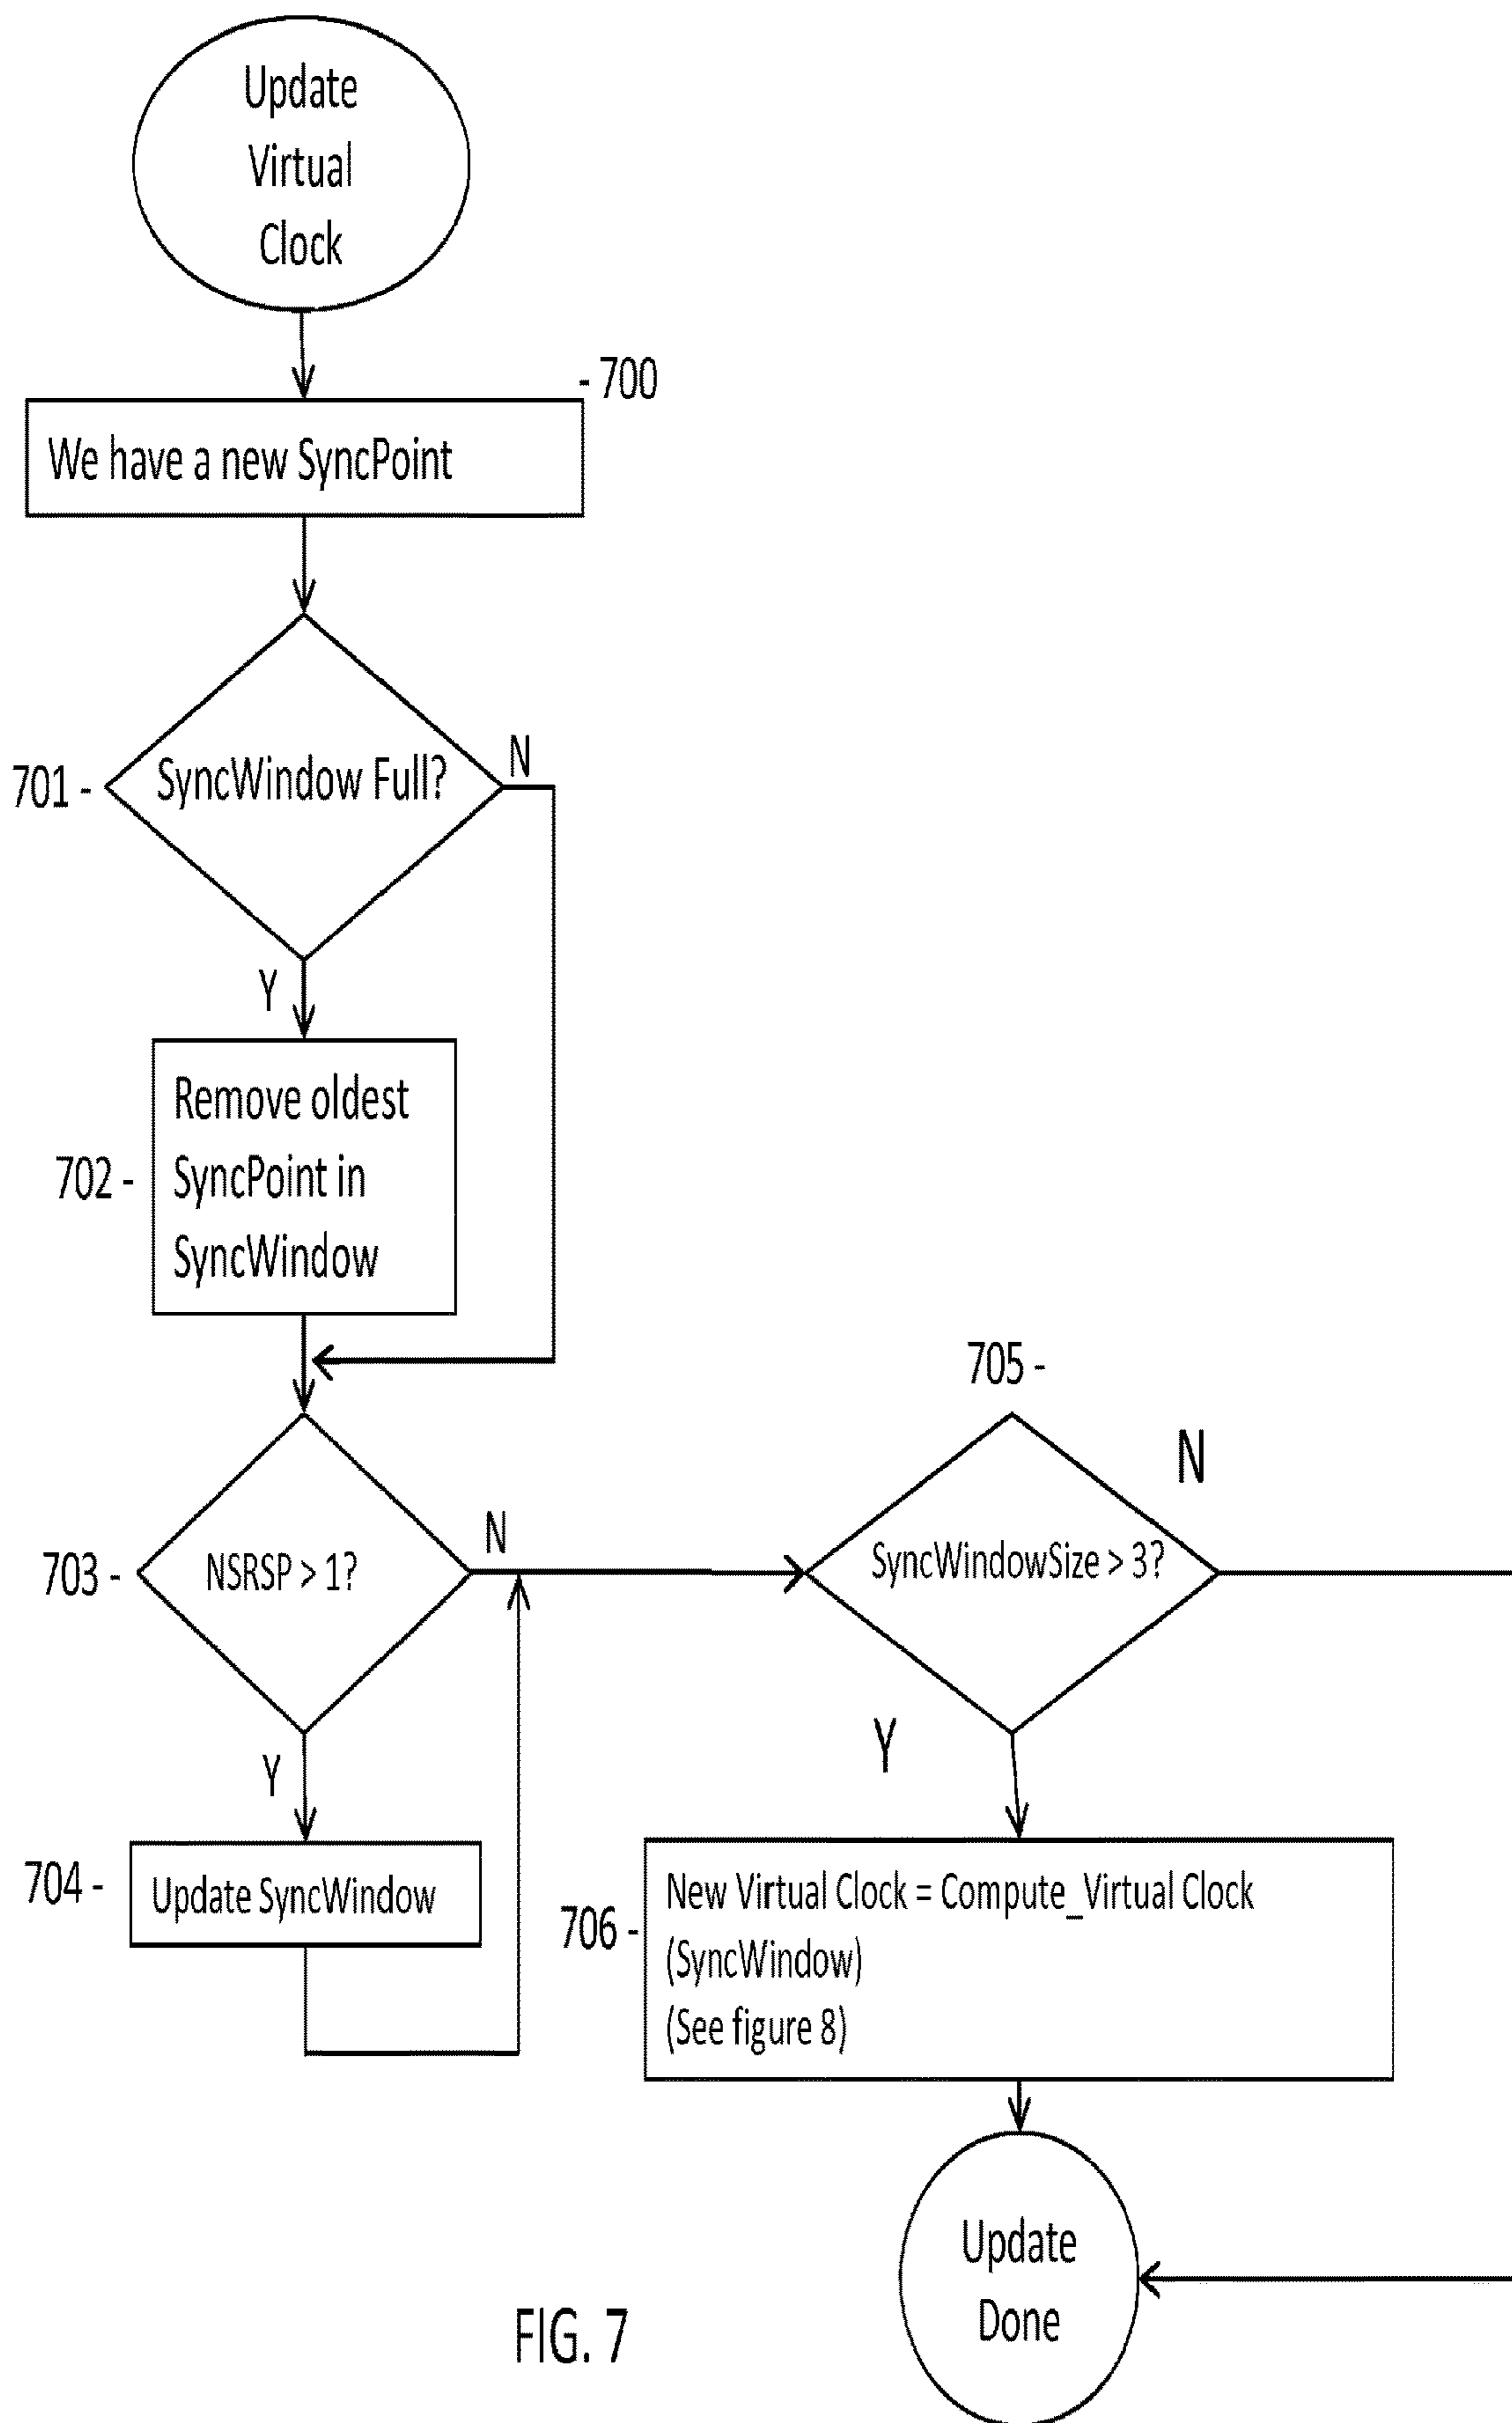 Update
Virtual
Clock
- 700
We have a new SyncPoint
701 -
SyncWindow Full?
N
Y
702 -
Remove oldest
SyncPoint in
SyncWindow
703 -
NSRSP > 1?
N
Y
704 -
Update SyncWindow
705 -
SyncWindowSize > 3?
N
Y
706 -
New Virtual Clock = Compute_Virtual Clock
(SyncWindow)
(See figure 8)
Update
Done
FIG. 7